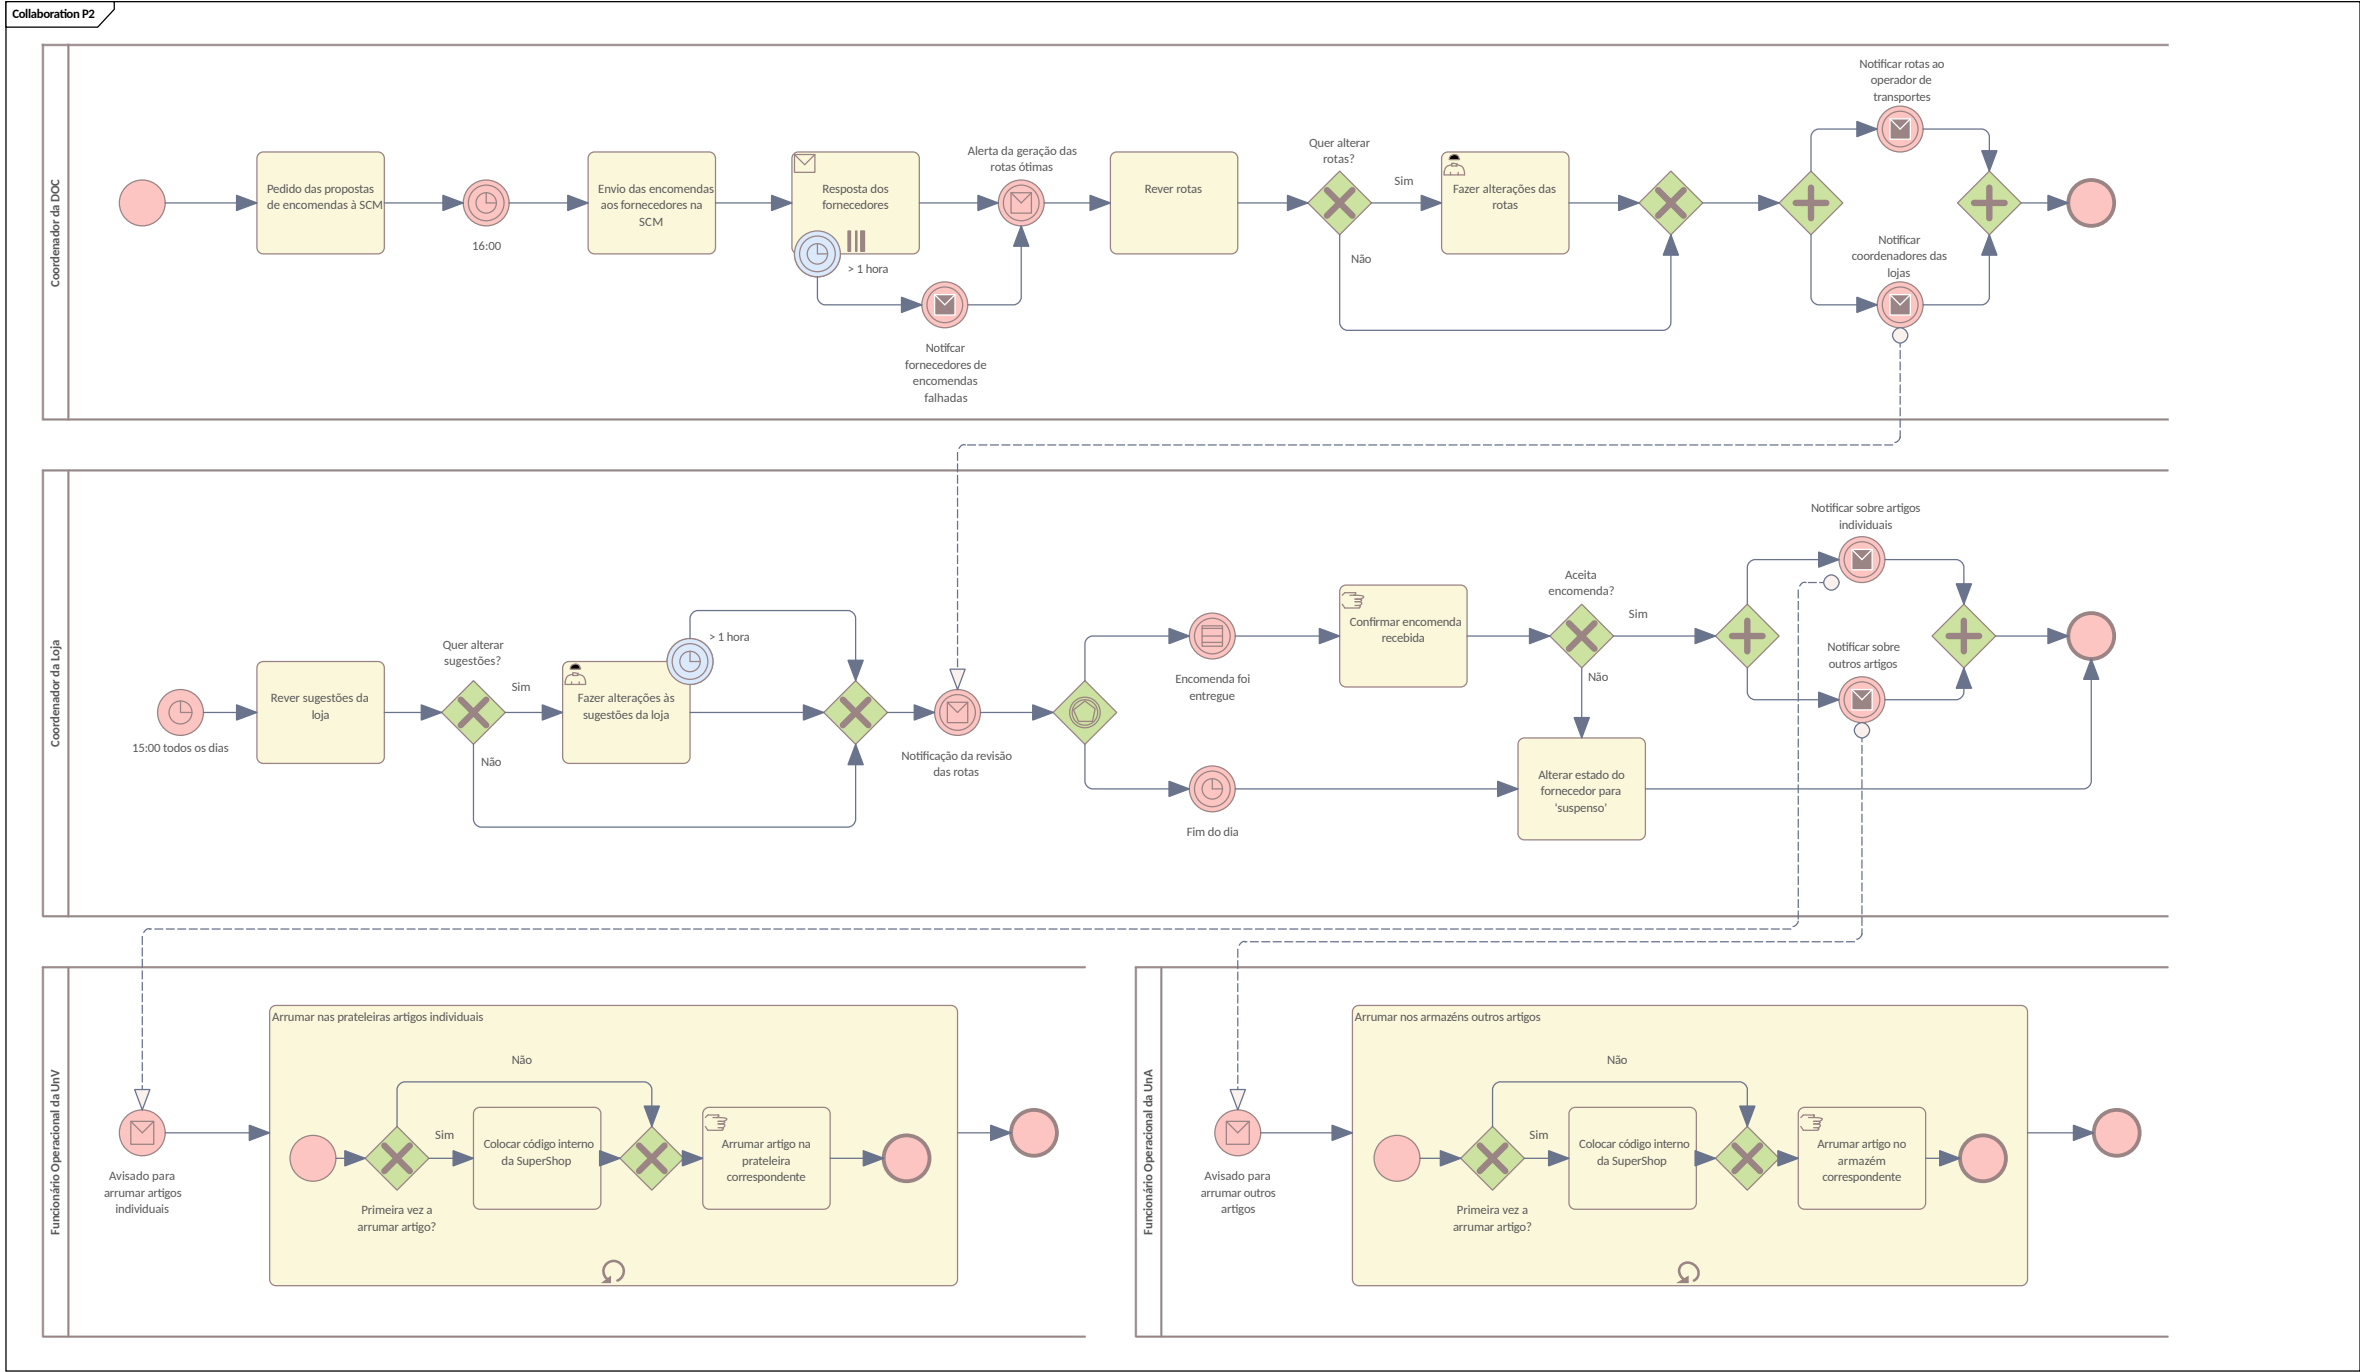 Collaboration P2
Coordenador da DOC
Pedido das propostas
de encomendas à SCM
16:00
Envio das encomendas
aos fornecedores na
SCM
Resposta dos
fornecedores
> 1 hora
Notifcar
fornecedores de
encomendas
falhadas
Alerta da geração das
rotas ótimas
Rever rotas
Quer alterar
rotas?
Sim
Não
Fazer alterações das
rotas
Notificar rotas ao
operador de
transportes
Notificar
coordenadores das
lojas
Coordenador da Loja
15:00 todos os dias
Rever sugestões da
loja
Quer alterar
sugestões?
Sim
Não
Fazer alterações às
sugestões da loja
> 1 hora
Notificação da revisão
das rotas
Encomenda foi
entregue
Fim do dia
Confirmar encomenda
recebida
Aceita
encomenda?
Sim
Não
Alterar estado do
fornecedor para
'suspenso'
Notificar sobre artigos
individuais
Notificar sobre
outros artigos
Funcionário Operacional da UnV
Avisado para
arrumar artigos
individuais
Arrumar nas prateleiras artigos individuais
Não
Sim
Primeira vez a
arrumar artigo?
Colocar código interno
da SuperShop
Arrumar artigo na
prateleira
correspondente
Funcionário Operacional da UnA
Avisado para
arrumar outros
artigos
Arrumar nos armazéns outros artigos
Não
Sim
Primeira vez a
arrumar artigo?
Colocar código interno
da SuperShop
Arrumar artigo no
armazém
correspondente